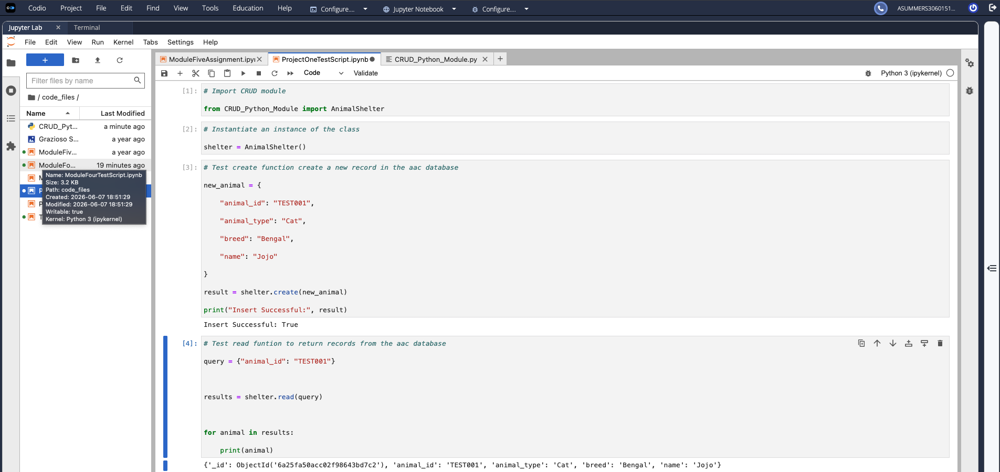 Codio Project File Edit Find View Tools Education Help Configure.... Jupyter Notebook Configure.... ASUMMERS3060151...
Jupyter Lab Terminal
File Edit View Run Kernel Tabs Settings Help
ModuleFiveAssignment.ipyn ProjectOneTestScript.ipynb CRUD_Python_Module.py
Code Validate Python 3 (ipykernel)
Filter files by name
/ code_files /
Name Last Modified
CRUD_Pyt... a minute ago
Grazioso S... a year ago
ModuleFiv... a year ago
ModuleFo... 19 minutes ago
Name: ModuleFourTestScript.ipynb
Size: 3.2 KB
Path: code_files
Created: 2026-06-07 18:51:29
Modified: 2026-06-07 18:51:29
Writable: true
Kernel: Python 3 (ipykernel)
[1]: # Import CRUD module
from CRUD_Python_Module import AnimalShelter
[2]: # Instantiate an instance of the class
shelter = AnimalShelter()
[3]: # Test create function create a new record in the aac database
new_animal = {
"animal_id": "TEST001",
"animal_type": "Cat",
"breed": "Bengal",
"name": "Jojo"
}
result = shelter.create(new_animal)
print("Insert Successful:", result)
Insert Successful: True
[4]: # Test read funtion to return records from the aac database
query = {"animal_id": "TEST001"}
results = shelter.read(query)
for animal in results:
print(animal)
{'_id': ObjectId('6a25fa50acc02f98643bd7c2'), 'animal_id': 'TEST001', 'animal_type': 'Cat', 'breed': 'Bengal', 'name': 'Jojo'}